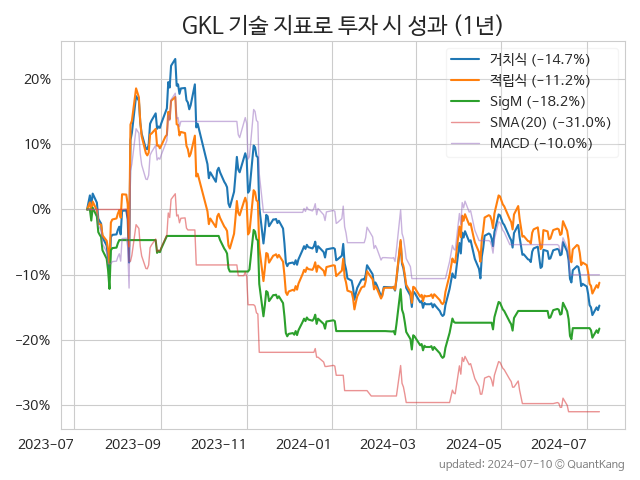 GKL 기술 지표로 투자 시 성과 (1년)
거치식 (−14.7%)
적립식 (−11.2%)
SigM (−18.2%)
SMA(20) (−31.0%)
MACD (−10.0%)
20%
10%
0%
−10%
−20%
−30%
2023-07 2023-09 2023-11 2024-01 2024-03 2024-05 2024-07
updated: 2024-07-10 © QuantKang